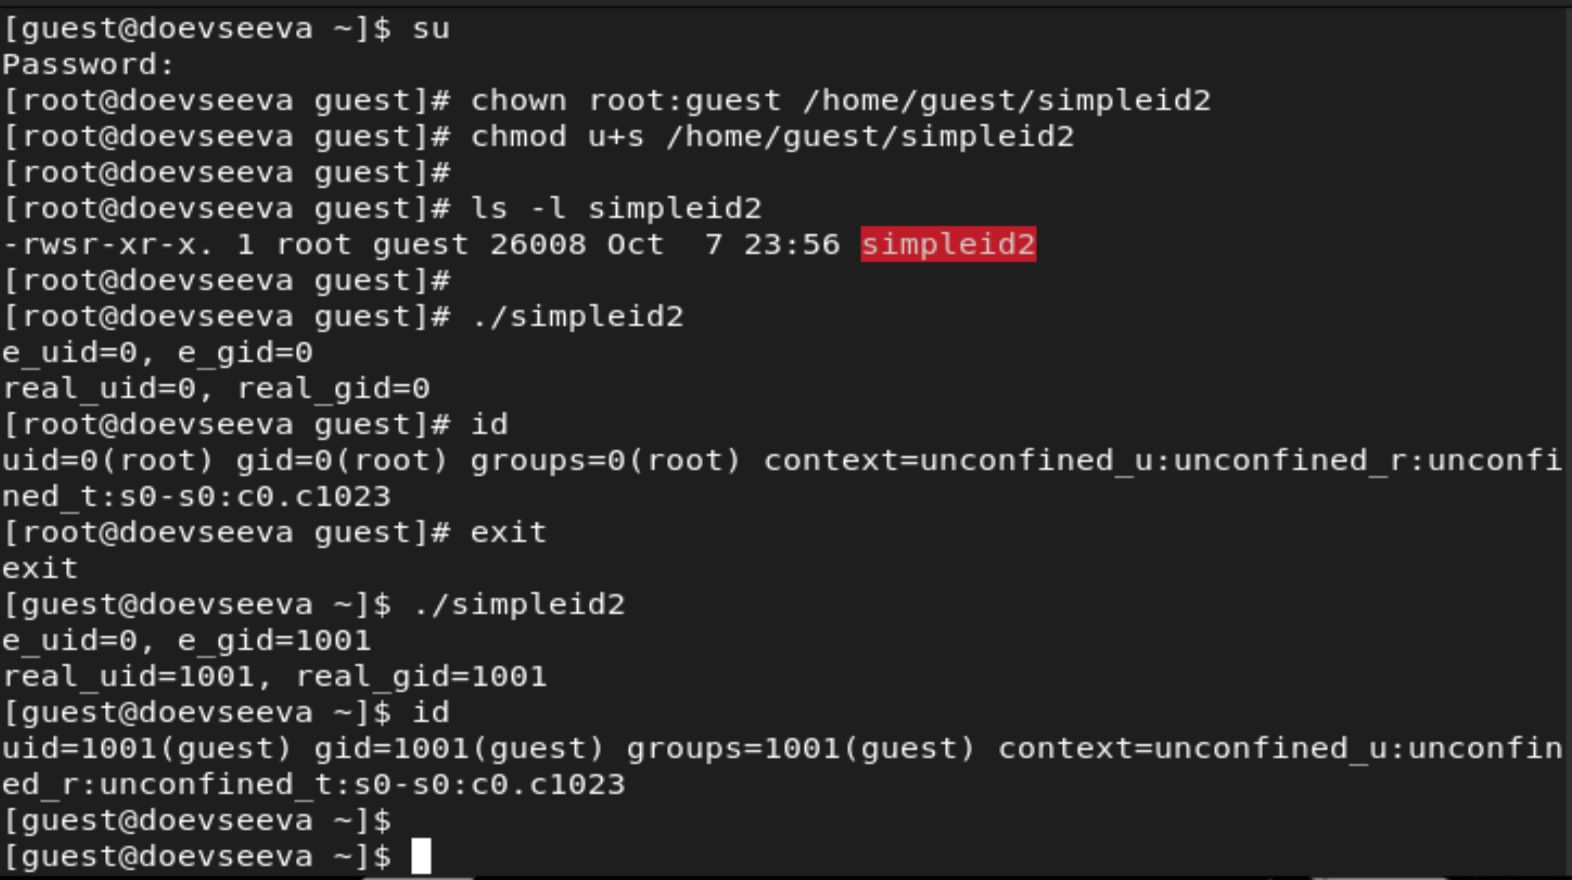 [guest@doevseeva ~]$ su
Password:
[root@doevseeva guest]# chown root:guest /home/guest/simpleid2
[root@doevseeva guest]# chmod u+s /home/guest/simpleid2
[root@doevseeva guest]#
[root@doevseeva guest]# ls -l simpleid2
-rwsr-xr-x. 1 root guest 26008 Oct  7 23:56 simpleid2
[root@doevseeva guest]#
[root@doevseeva guest]# ./simpleid2
e_uid=0, e_gid=0
real_uid=0, real_gid=0
[root@doevseeva guest]# id
uid=0(root) gid=0(root) groups=0(root) context=unconfined_u:unconfined_r:unconfi
ned_t:s0-s0:c0.c1023
[root@doevseeva guest]# exit
exit
[guest@doevseeva ~]$ ./simpleid2
e_uid=0, e_gid=1001
real_uid=1001, real_gid=1001
[guest@doevseeva ~]$ id
uid=1001(guest) gid=1001(guest) groups=1001(guest) context=unconfined_u:unconfin
ed_r:unconfined_t:s0-s0:c0.c1023
[guest@doevseeva ~]$
[guest@doevseeva ~]$